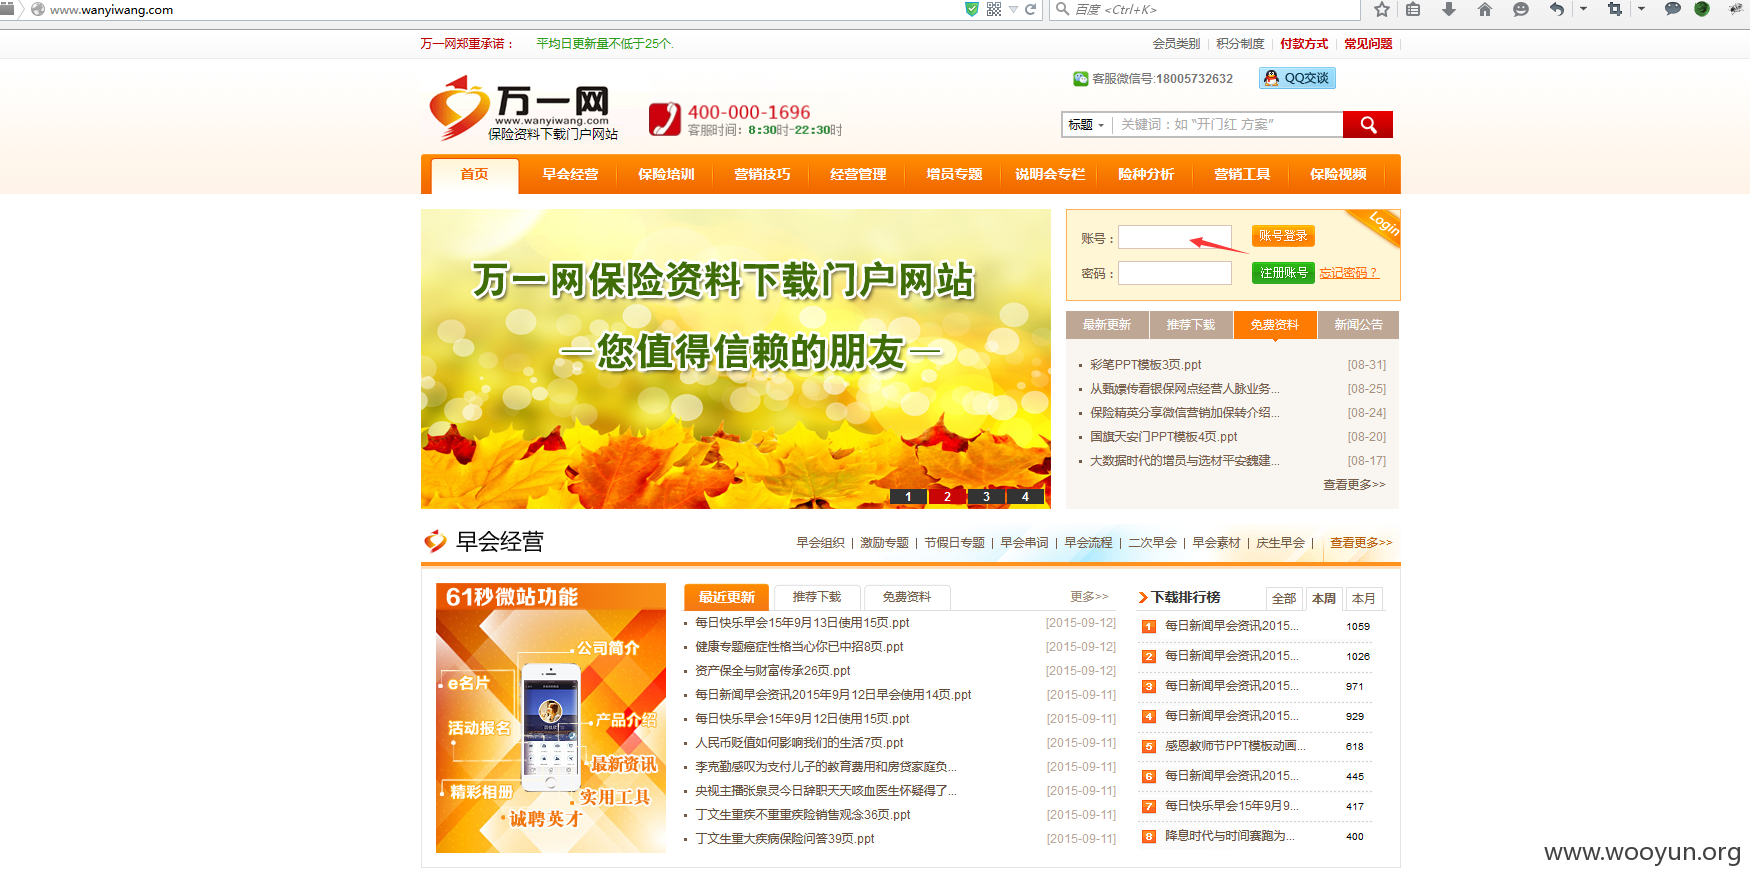 www.wanyiwang.com
百度 <Ctrl+K>
万一网郑重承诺： 平均日更新量不低于25个.
会员类别 积分制度 付款方式 常见问题
客服微信号:18005732632 QQ交谈
万一网
www.wanyiwang.com
保险资料下载门户网站
400-000-1696
客服时间：8:30时-22:30时
标题 关键词：如 “开门红 方案”
首页 早会经营 保险培训 营销技巧 经营管理 增员专题 说明会专栏 险种分析 营销工具 保险视频
万一网保险资料下载门户网站
—您值得信赖的朋友—
1 2 3 4
Login
账号： 账号登录
密码： 注册账号 忘记密码？
最新更新 推荐下载 免费资料 新闻公告
彩笔PPT模板3页.ppt [08-31]
从甄嬛传看银保网点经营人脉业务... [08-25]
保险精英分享微信营销加保转介绍... [08-24]
国旗天安门PPT模板4页.ppt [08-20]
大数据时代的增员与选材平安魏建... [08-17]
查看更多>>
早会经营
早会组织 | 激励专题 | 节假日专题 | 早会串词 | 早会流程 | 二次早会 | 早会素材 | 庆生早会 | 查看更多>>
61秒微站功能
公司简介
e名片
活动报名
产品介绍
最新资讯
精彩相册
实用工具
诚聘英才
最近更新 推荐下载 免费资料 更多>>
每日快乐早会15年9月13日使用15页.ppt [2015-09-12]
健康专题癌症性格当心你已中招8页.ppt [2015-09-12]
资产保全与财富传承26页.ppt [2015-09-12]
每日新闻早会资讯2015年9月12日早会使用14页.ppt [2015-09-11]
每日快乐早会15年9月12日使用15页.ppt [2015-09-11]
人民币贬值如何影响我们的生活7页.ppt [2015-09-11]
李克勤感叹为支付儿子的教育费用和房贷家庭负... [2015-09-11]
央视主播张泉灵今日辞职天天咳血医生怀疑得了... [2015-09-11]
丁文生重疾不重重疾险销售观念36页.ppt [2015-09-11]
丁文生重大疾病保险问答39页.ppt [2015-09-11]
下载排行榜 全部 本周 本月
1 每日新闻早会资讯2015... 1059
2 每日新闻早会资讯2015... 1026
3 每日新闻早会资讯2015... 971
4 每日新闻早会资讯2015... 929
5 感恩教师节PPT模板动画... 618
6 每日新闻早会资讯2015... 445
7 每日快乐早会15年9月9... 417
8 降息时代与时间赛跑为... 400
www.wooyun.org